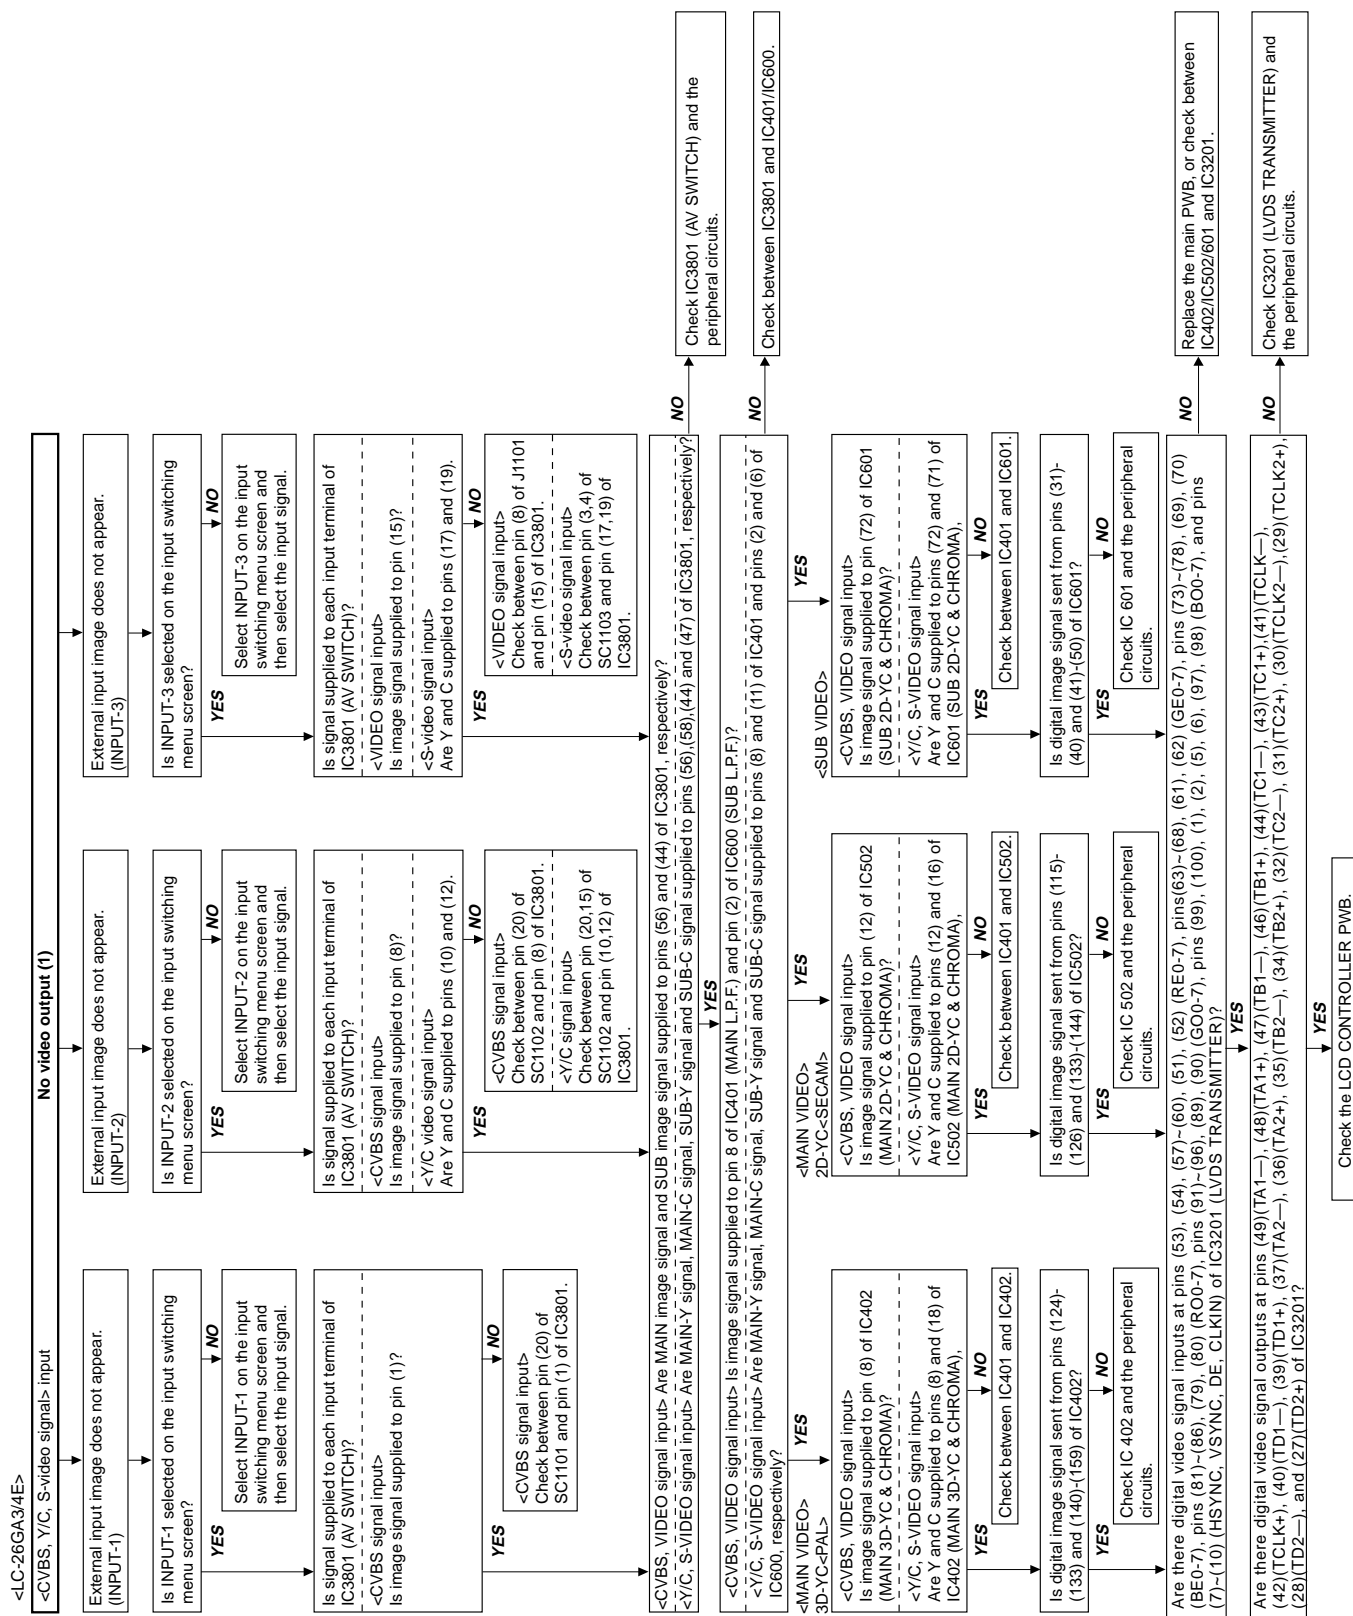 <LC-26GA3/4E>
No video output (1)
<CVBS, Y/C, S-video signal> input
External input image does not appear.
(INPUT-1)
Is INPUT-1 selected on the input switching
menu screen?
YES
NO
Select INPUT-1 on the input
switching menu screen and
then select the input signal.
Is signal supplied to each input terminal of
IC3801 (AV SWITCH)?
<CVBS signal input>
Is image signal supplied to pin (1)?
YES
NO
<CVBS signal input>
Check between pin (20) of
SC1101 and pin (1) of IC3801.
External input image does not appear.
(INPUT-2)
Is INPUT-2 selected on the input switching
menu screen?
YES
NO
Select INPUT-2 on the input
switching menu screen and
then select the input signal.
Is signal supplied to each input terminal of
IC3801 (AV SWITCH)?
<CVBS signal input>
Is image signal supplied to pin (8)?
<Y/C video signal input>
Are Y and C supplied to pins (10) and (12).
YES
NO
<CVBS signal input>
Check between pin (20) of
SC1102 and pin (8) of IC3801.
<Y/C signal input>
Check between pin (20,15) of
SC1102 and pin (10,12) of
IC3801.
External input image does not appear.
(INPUT-3)
Is INPUT-3 selected on the input switching
menu screen?
YES
NO
Select INPUT-3 on the input
switching menu screen and
then select the input signal.
Is signal supplied to each input terminal of
IC3801 (AV SWITCH)?
<VIDEO signal input>
Is image signal supplied to pin (15)?
<S-video signal input>
Are Y and C supplied to pins (17) and (19).
YES
NO
<VIDEO signal input>
Check between pin (8) of J1101
and pin (15) of IC3801.
<S-video signal input>
Check between pin (3,4) of
SC1103 and pin (17,19) of
IC3801.
<CVBS, VIDEO signal input> Are MAIN image signal and SUB image signal supplied to pins (56) and (44) of IC3801, respectively?
<Y/C, S-VIDEO signal input> Are MAIN-Y signal, MAIN-C signal, SUB-Y signal and SUB-C signal supplied to pins (56),(58),(44) and (47) of IC3801, respectively?
NO
Check IC3801 (AV SWITCH) and the
peripheral circuits.
YES
<CVBS, VIDEO signal input> Is image signal supplied to pin 8 of IC401 (MAIN L.P.F.) and pin (2) of IC600 (SUB L.P.F.)?
<Y/C, S-VIDEO signal input> Are MAIN-Y signal, MAIN-C signal, SUB-Y signal and SUB-C signal supplied to pins (8) and (11) of IC401 and pins (2) and (6) of
IC600, respectively?
NO
Check between IC3801 and IC401/IC600.
YES
<MAIN VIDEO>
3D-YC<PAL>
<CVBS, VIDEO signal input>
Is image signal supplied to pin (8) of IC402
(MAIN 3D-YC & CHROMA)?
<Y/C, S-VIDEO signal input>
Are Y and C supplied to pins (8) and (18) of
IC402 (MAIN 3D-YC & CHROMA),
YES
NO
Check between IC401 and IC402.
Is digital image signal sent from pins (124)-
(133) and (140)-(159) of IC402?
YES
NO
Check IC 402 and the peripheral
circuits.
YES
<MAIN VIDEO>
2D-YC<SECAM>
<CVBS, VIDEO signal input>
Is image signal supplied to pin (12) of IC502
(MAIN 2D-YC & CHROMA)?
<Y/C, S-VIDEO signal input>
Are Y and C supplied to pins (12) and (16) of
IC502 (MAIN 2D-YC & CHROMA),
YES
NO
Check between IC401 and IC502.
Is digital image signal sent from pins (115)-
(126) and (133)-(144) of IC502?
YES
NO
Check IC 502 and the peripheral
circuits.
YES
<SUB VIDEO>
<CVBS, VIDEO signal input>
Is image signal supplied to pin (72) of IC601
(SUB 2D-YC & CHROMA)?
<Y/C, S-VIDEO signal input>
Are Y and C supplied to pins (72) and (71) of
IC601 (SUB 2D-YC & CHROMA),
YES
NO
Check between IC401 and IC601.
Is digital image signal sent from pins (31)-
(40) and (41)-(50) of IC601?
YES
NO
Check IC 601 and the peripheral
circuits.
Are there digital video signal inputs at pins (53), (54), (57)~(60), (51), (52) (RE0-7), pins(63)~(68), (61), (62) (GE0-7), pins (73)~(78), (69), (70)
(BE0-7), pins (81)~(86), (79), (80) (RO0-7), pins (91)~(96), (89), (90) (GO0-7), pins (99), (100), (1), (2), (5), (6), (97), (98) (BO0-7), and pins
(7)~(10) (HSYNC, VSYNC, DE, CLKIN) of IC3201 (LVDS TRANSMITTER)?
NO
Replace the main PWB, or check between
IC402/IC502/601 and IC3201.
YES
Are there digital video signal outputs at pins (49)(TA1—), (48)(TA1+), (47)(TB1—), (46)(TB1+), (44)(TC1—), (43)(TC1+),(41)(TCLK—),
(42)(TCLK+), (40)(TD1—), (39)(TD1+), (37)(TA2—), (36)(TA2+), (35)(TB2—), (34)(TB2+), (32)(TC2—), (31)(TC2+), (30)(TCLK2—), (29)(TCLK2+),
(28)(TD2—), and (27)(TD2+) of IC3201?
NO
Check IC3201 (LVDS TRANSMITTER) and
the peripheral circuits.
YES
Check the LCD CONTROLLER PWB.